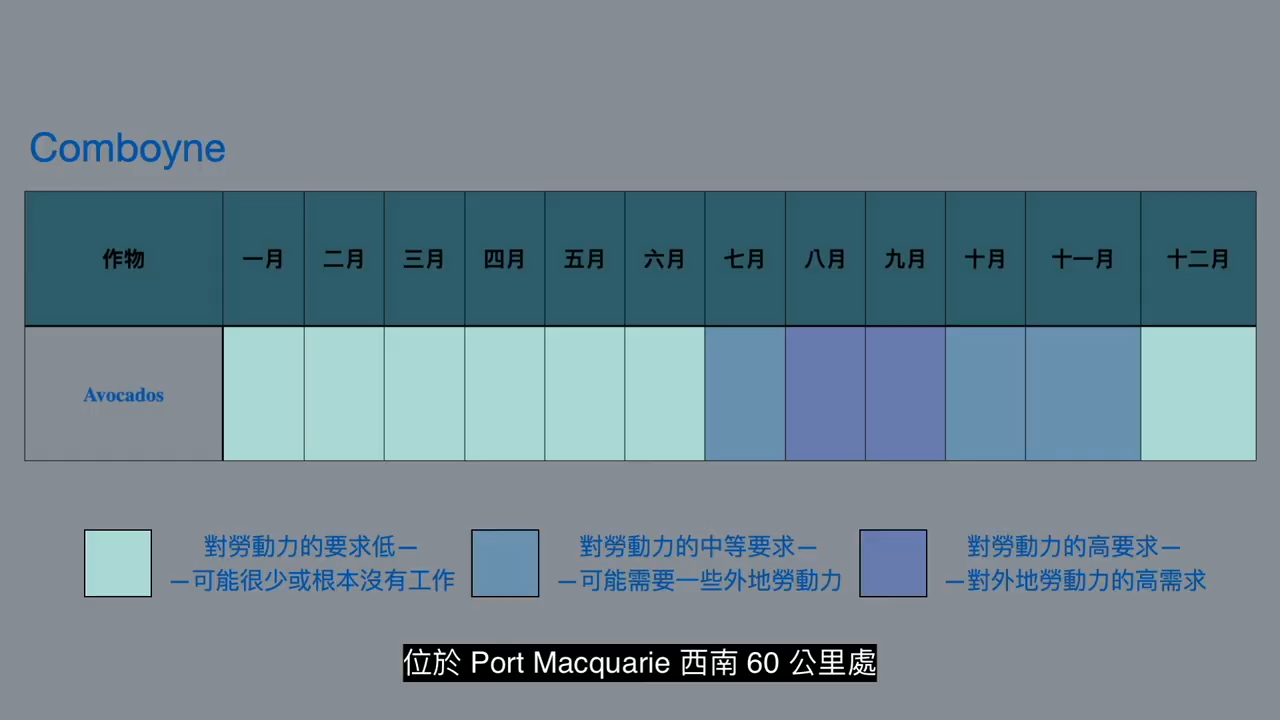 Comboyne
作物 一月 二月 三月 四月 五月 六月 七月 八月 九月 十月 十一月 十二月
Avocados
對勞動力的要求低—
—可能很少或根本沒有工作
對勞動力的中等要求—
—可能需要一些外地勞動力
對勞動力的高要求—
—對外地勞動力的高需求
位於 Port Macquarie 西南 60 公里處